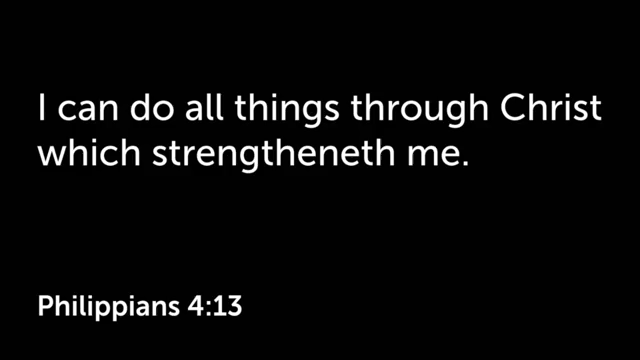 I can do all things through Christ
which strengtheneth me.
Philippians 4:13